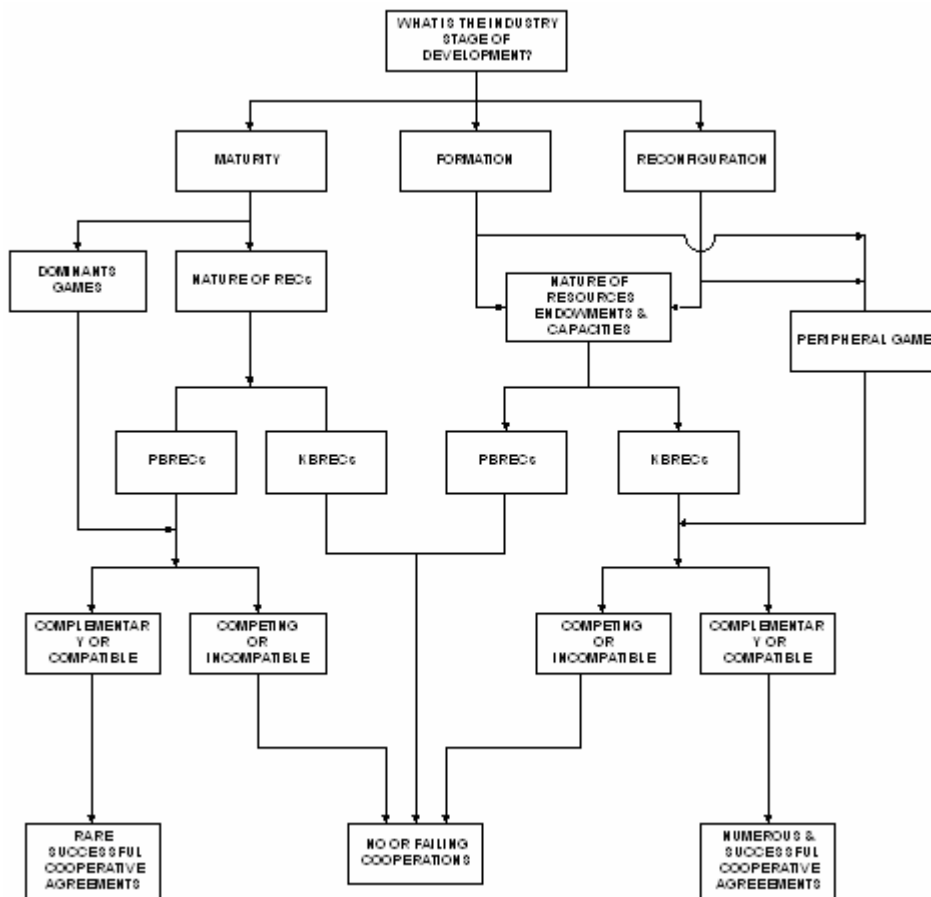 WHAT IS THE INDUSTRY
STAGE OF
DEVELOPMENT?
MATURITY
FORMATION
RECONFIGURATION
DOMINANTS
GAMES
NATURE OF RECs
NATURE OF
RESOURCES
ENDOWMENTS &
CAPACITIES
PERIPHERAL GAME
PBRECs
KBRECs
PBRECs
KBRECs
COMPLEMENTAR
Y OR
COMPATIBLE
COMPETING
OR
INCOMPATIBLE
COMPETING
OR
INCOMPATIBLE
COMPLEMENTAR
Y OR
COMPATIBLE
RARE
SUCCESSFUL
COOPERATIVE
AGREEMENTS
NO OR FAILING
COOPERATIONS
NUMEROUS &
SUCCESSFUL
COOPERATIVE
AGREEEMENTS